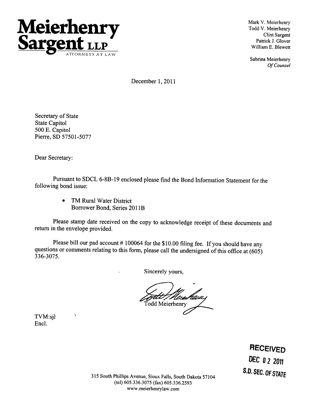 Meierhenry
Sargent LLP
ATTORNEYS AT LAW
Mark V. Meierhenry
Todd V. Meierhenry
Clint Sargent
Patrick J. Glover
William E. Blewett
Sabrina Meierhenry
Of Counsel
December 1, 2011
Secretary of State
State Capitol
500 E. Capitol
Pierre, SD 57501-5077
Dear Secretary:
Pursuant to SDCL 6-8B-19 enclosed please find the Bond Information Statement for the
following bond issue:
• TM Rural Water District
Borrower Bond, Series 2011B
Please stamp date received on the copy to acknowledge receipt of these documents and
return in the envelope provided.
Please bill our pad account # 100064 for the $10.00 filing fee. If you should have any
questions or comments relating to this form, please call the undersigned of this office at (605)
336-3075.
Sincerely yours,
Todd Meierhenry
Todd Meierhenry
TVM:sjl
Encl.
RECEIVED
DEC 02 2011
S.D. SEC. OF STATE
315 South Phillips Avenue, Sioux Falls, South Dakota 57104
(tel) 605.336.3075 (fax) 605.336.2593
www.meierhenrylaw.com